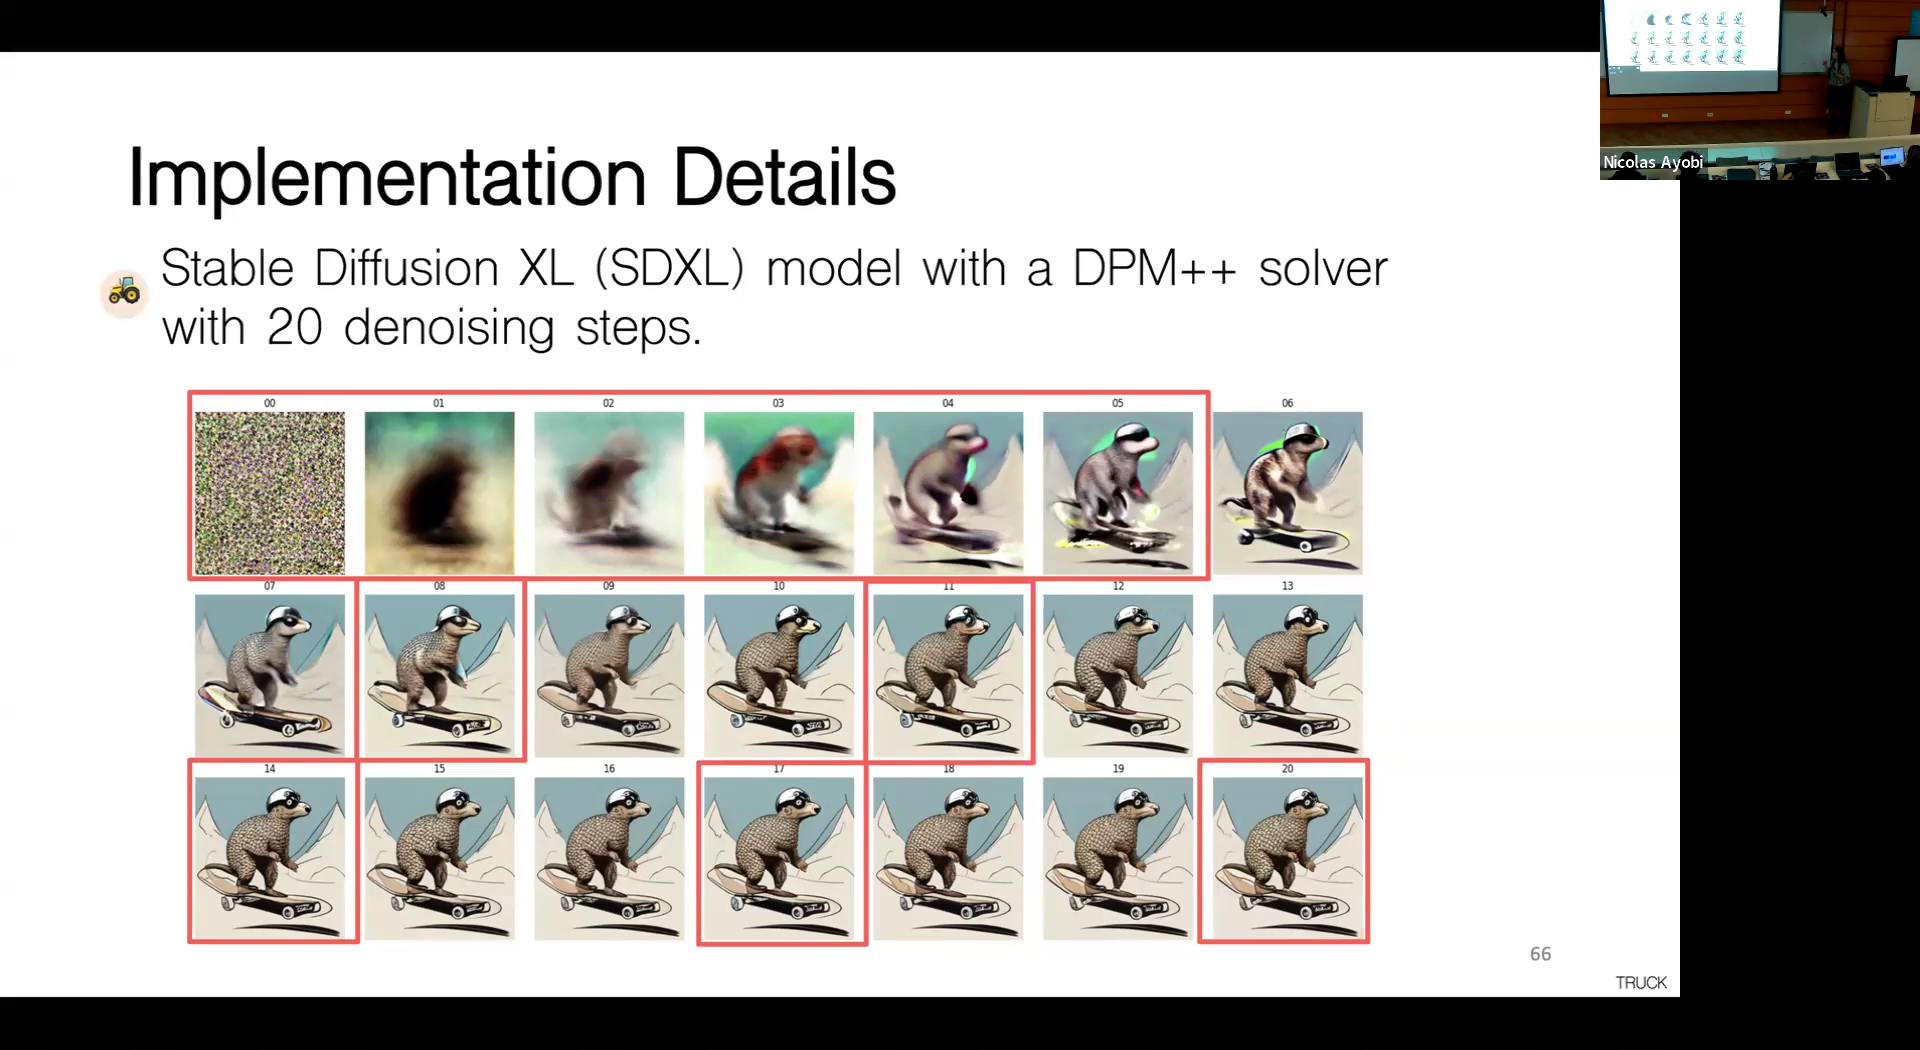 Implementation Details
Stable Diffusion XL (SDXL) model with a DPM++ solver
with 20 denoising steps.
00 01 02 03 04 05 06
07 08 09 10 11 12 13
14 15 16 17 18 19 20
66
TRUCK
Nicolas Ayobi